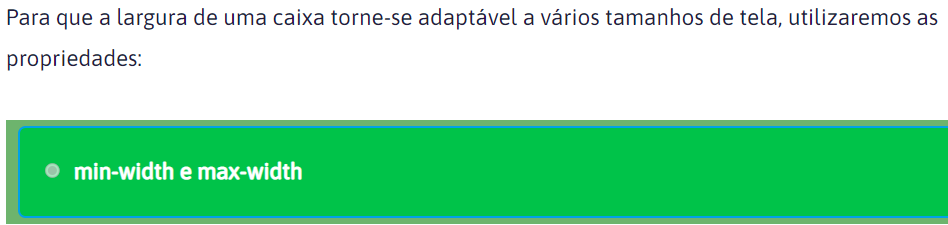 Para que a largura de uma caixa torne-se adaptável a vários tamanhos de tela, utilizaremos as
propriedades:
min-width e max-width